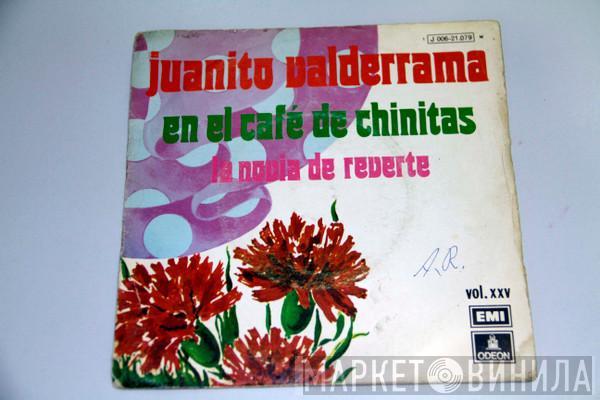 J 006-21.079 M
juanito valderrama
en el café de chinitas
la novia de reverte
A.R.
vol. xxv
EMI
ODEON
МАРКЕТ ВИНИЛА